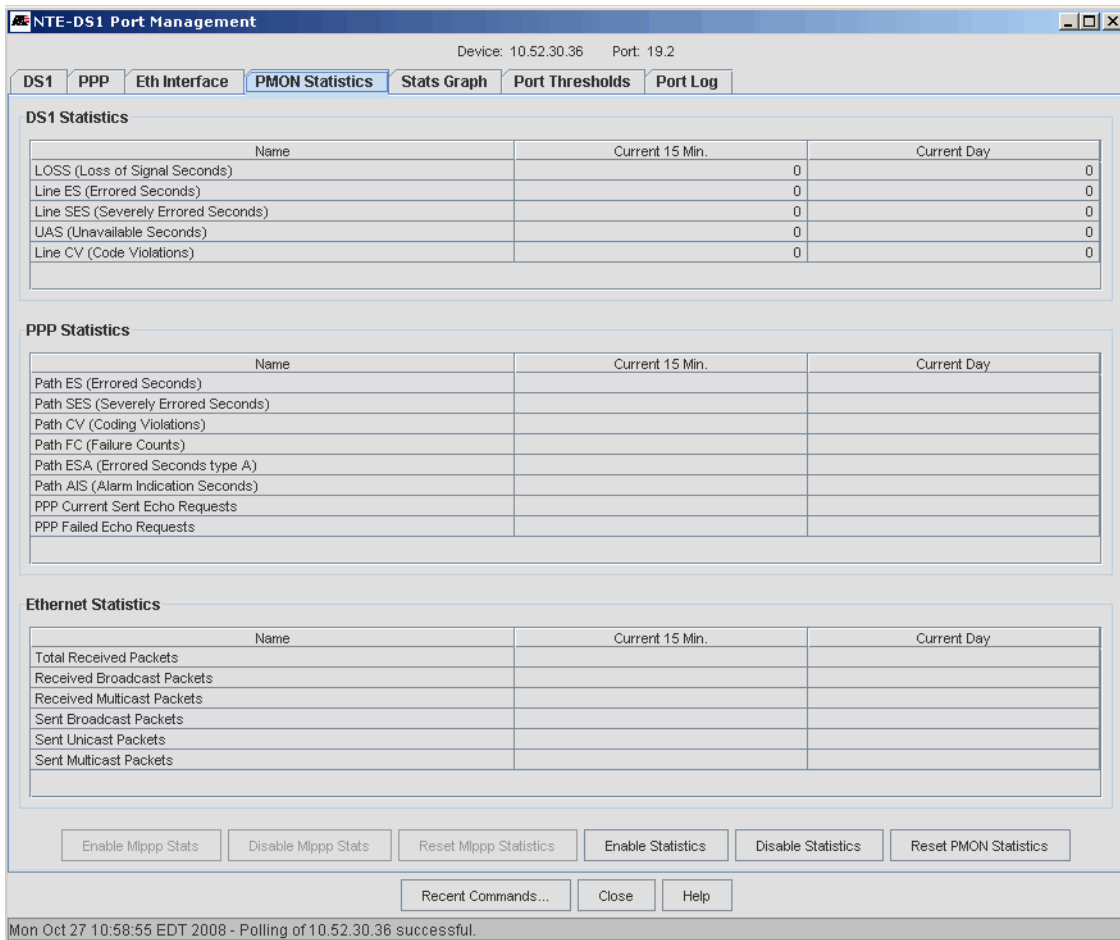 NTE-DS1 Port Management
Device: 10.52.30.36 Port: 19.2
DS1 PPP Eth Interface PMON Statistics Stats Graph Port Thresholds Port Log
DS1 Statistics
Name Current 15 Min. Current Day
LOSS (Loss of Signal Seconds) 0 0
Line ES (Errored Seconds) 0 0
Line SES (Severely Errored Seconds) 0 0
UAS (Unavailable Seconds) 0 0
Line CV (Code Violations) 0 0
PPP Statistics
Name Current 15 Min. Current Day
Path ES (Errored Seconds)
Path SES (Severely Errored Seconds)
Path CV (Coding Violations)
Path FC (Failure Counts)
Path ESA (Errored Seconds type A)
Path AIS (Alarm Indication Seconds)
PPP Current Sent Echo Requests
PPP Failed Echo Requests
Ethernet Statistics
Name Current 15 Min. Current Day
Total Received Packets
Received Broadcast Packets
Received Multicast Packets
Sent Broadcast Packets
Sent Unicast Packets
Sent Multicast Packets
Enable Mlppp Stats Disable Mlppp Stats Reset Mlppp Statistics Enable Statistics Disable Statistics Reset PMON Statistics
Recent Commands... Close Help
Mon Oct 27 10:58:55 EDT 2008 - Polling of 10.52.30.36 successful.